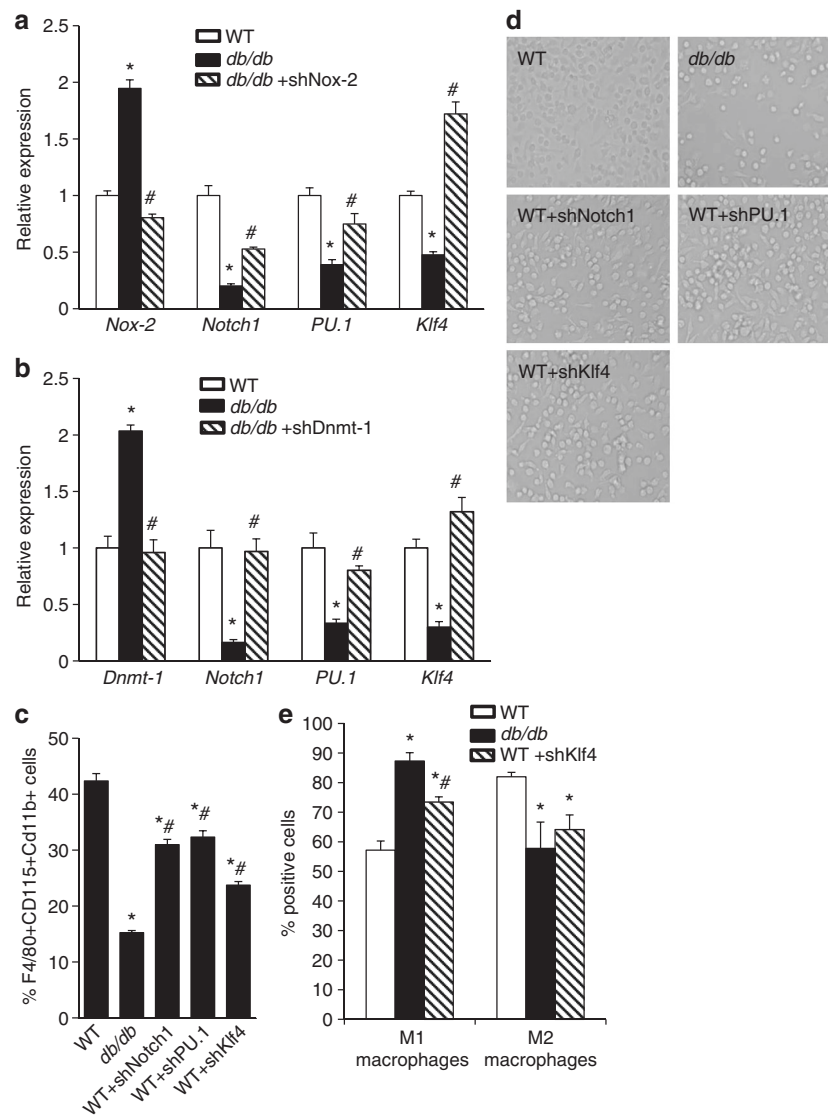 a
2.5
2
1.5
1
0.5
0
Relative expression
WT
db/db
db/db +shNox-2
*
#
*
#
*
#
*
#
Nox-2 Notch1 PU.1 Klf4
b
2.5
2
1.5
1
0.5
0
Relative expression
WT
db/db
db/db +shDnmt-1
*
#
*
#
*
#
*
#
Dnmt-1 Notch1 PU.1 Klf4
c
50
40
30
20
10
0
% F4/80+CD115+Cd11b+ cells
*
*#
*#
*#
WT
db/db
WT+shNotch1
WT+shPU.1
WT+shKlf4
d
WT
db/db
WT+shNotch1
WT+shPU.1
WT+shKlf4
e
100
90
80
70
60
50
40
30
20
10
0
% positive cells
WT
db/db
WT +shKlf4
*
*#
*
*
M1
macrophages
M2
macrophages